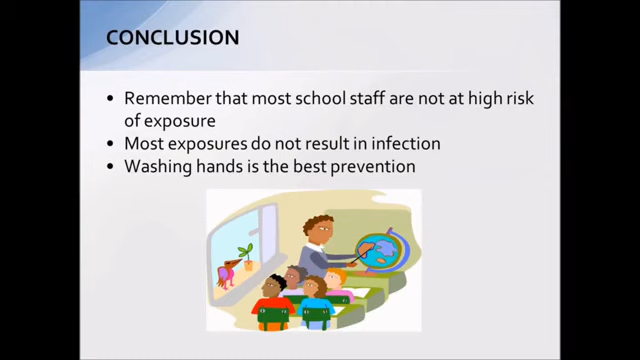 CONCLUSION
• Remember that most school staff are not at high risk
of exposure
• Most exposures do not result in infection
• Washing hands is the best prevention